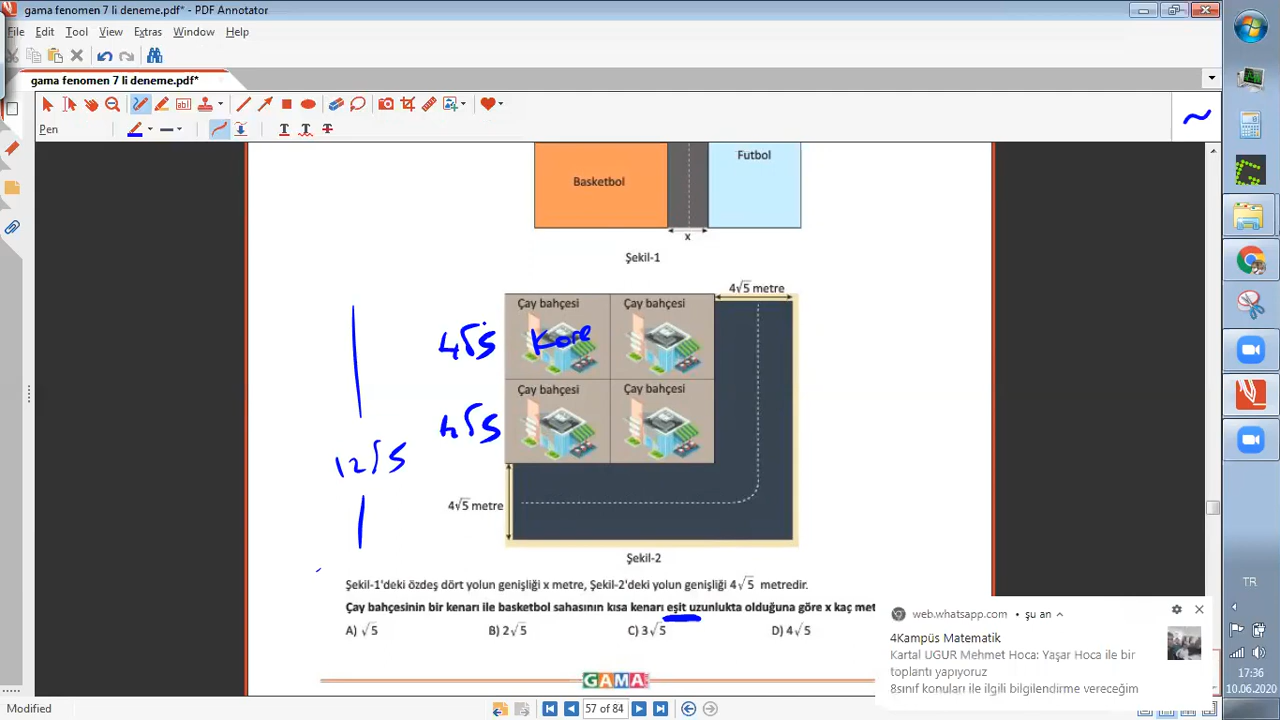 gama fenomen 7 li deneme.pdf* - PDF Annotator
File Edit Tool View Extras Window Help
gama fenomen 7 li deneme.pdf*
Pen
Basketbol
Futbol
x
Şekil-1
4√5 metre
Çay bahçesi Çay bahçesi
4√5 Kare
Çay bahçesi Çay bahçesi
4√5
12√5
4√5 metre
Şekil-2
Şekil-1'deki özdeş dört yolun genişliği x metre, Şekil-2'deki yolun genişliği 4√5 metredir.
Çay bahçesinin bir kenarı ile basketbol sahasının kısa kenarı eşit uzunlukta olduğuna göre x kaç met
A) √5 B) 2√5 C) 3√5 D) 4√5
GAMA
web.whatsapp.com • şu an
4Kampüs Matematik
Kartal UGUR Mehmet Hoca: Yaşar Hoca ile bir
toplantı yapıyoruz
8sınıf konuları ile ilgili bilgilendirme vereceğim
Modified
57 of 84
TR
17:36
10.06.2020